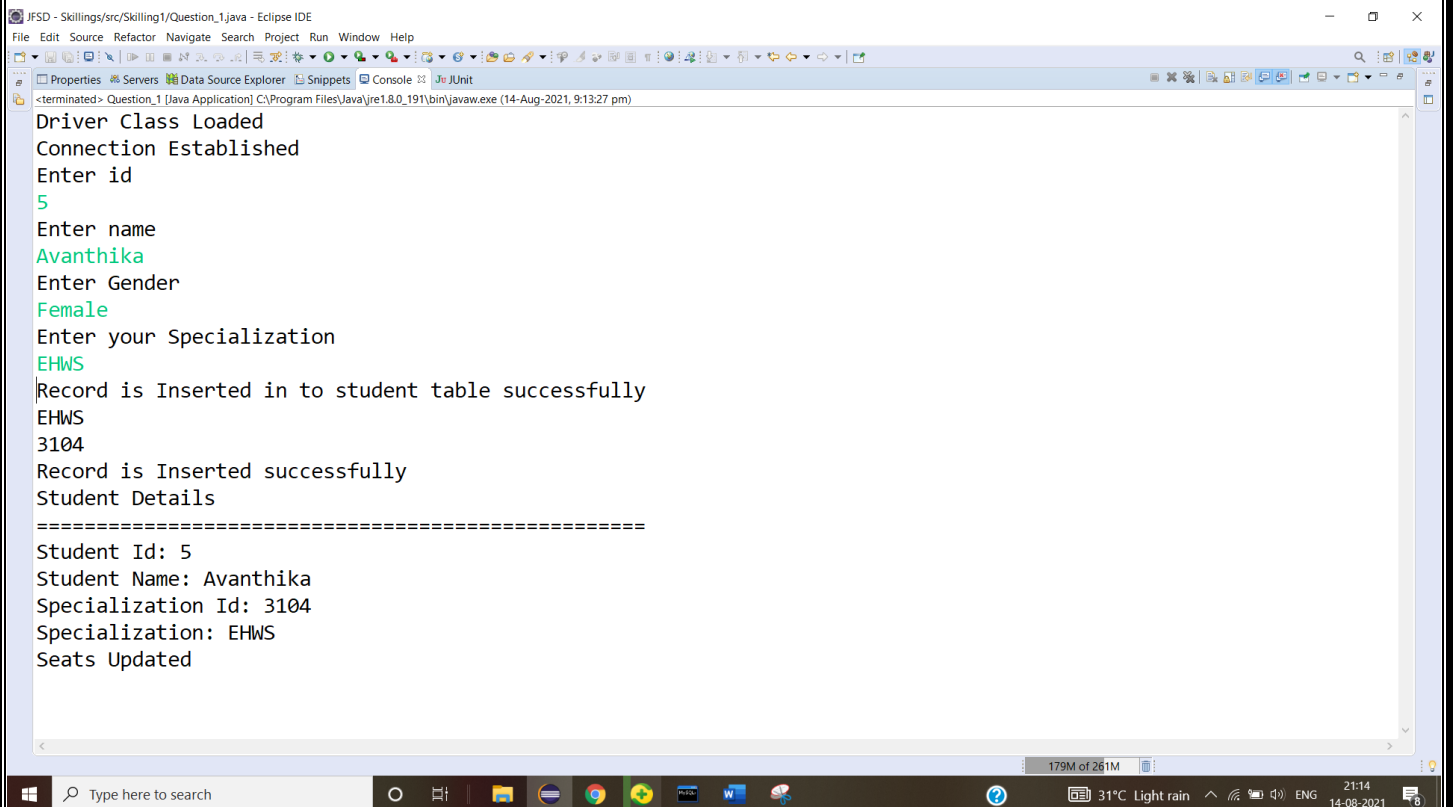 JFSD - Skillings/src/Skilling1/Question_1.java - Eclipse IDE
File Edit Source Refactor Navigate Search Project Run Window Help
Properties Servers Data Source Explorer Snippets Console JUnit
<terminated> Question_1 [Java Application] C:\Program Files\Java\jre1.8.0_191\bin\javaw.exe (14-Aug-2021, 9:13:27 pm)
Driver Class Loaded
Connection Established
Enter id
5
Enter name
Avanthika
Enter Gender
Female
Enter your Specialization
EHWS
Record is Inserted in to student table successfully
EHWS
3104
Record is Inserted successfully
Student Details
===================================================
Student Id: 5
Student Name: Avanthika
Specialization Id: 3104
Specialization: EHWS
Seats Updated
179M of 261M
Type here to search
31°C Light rain
ENG
21:14
14-08-2021
8